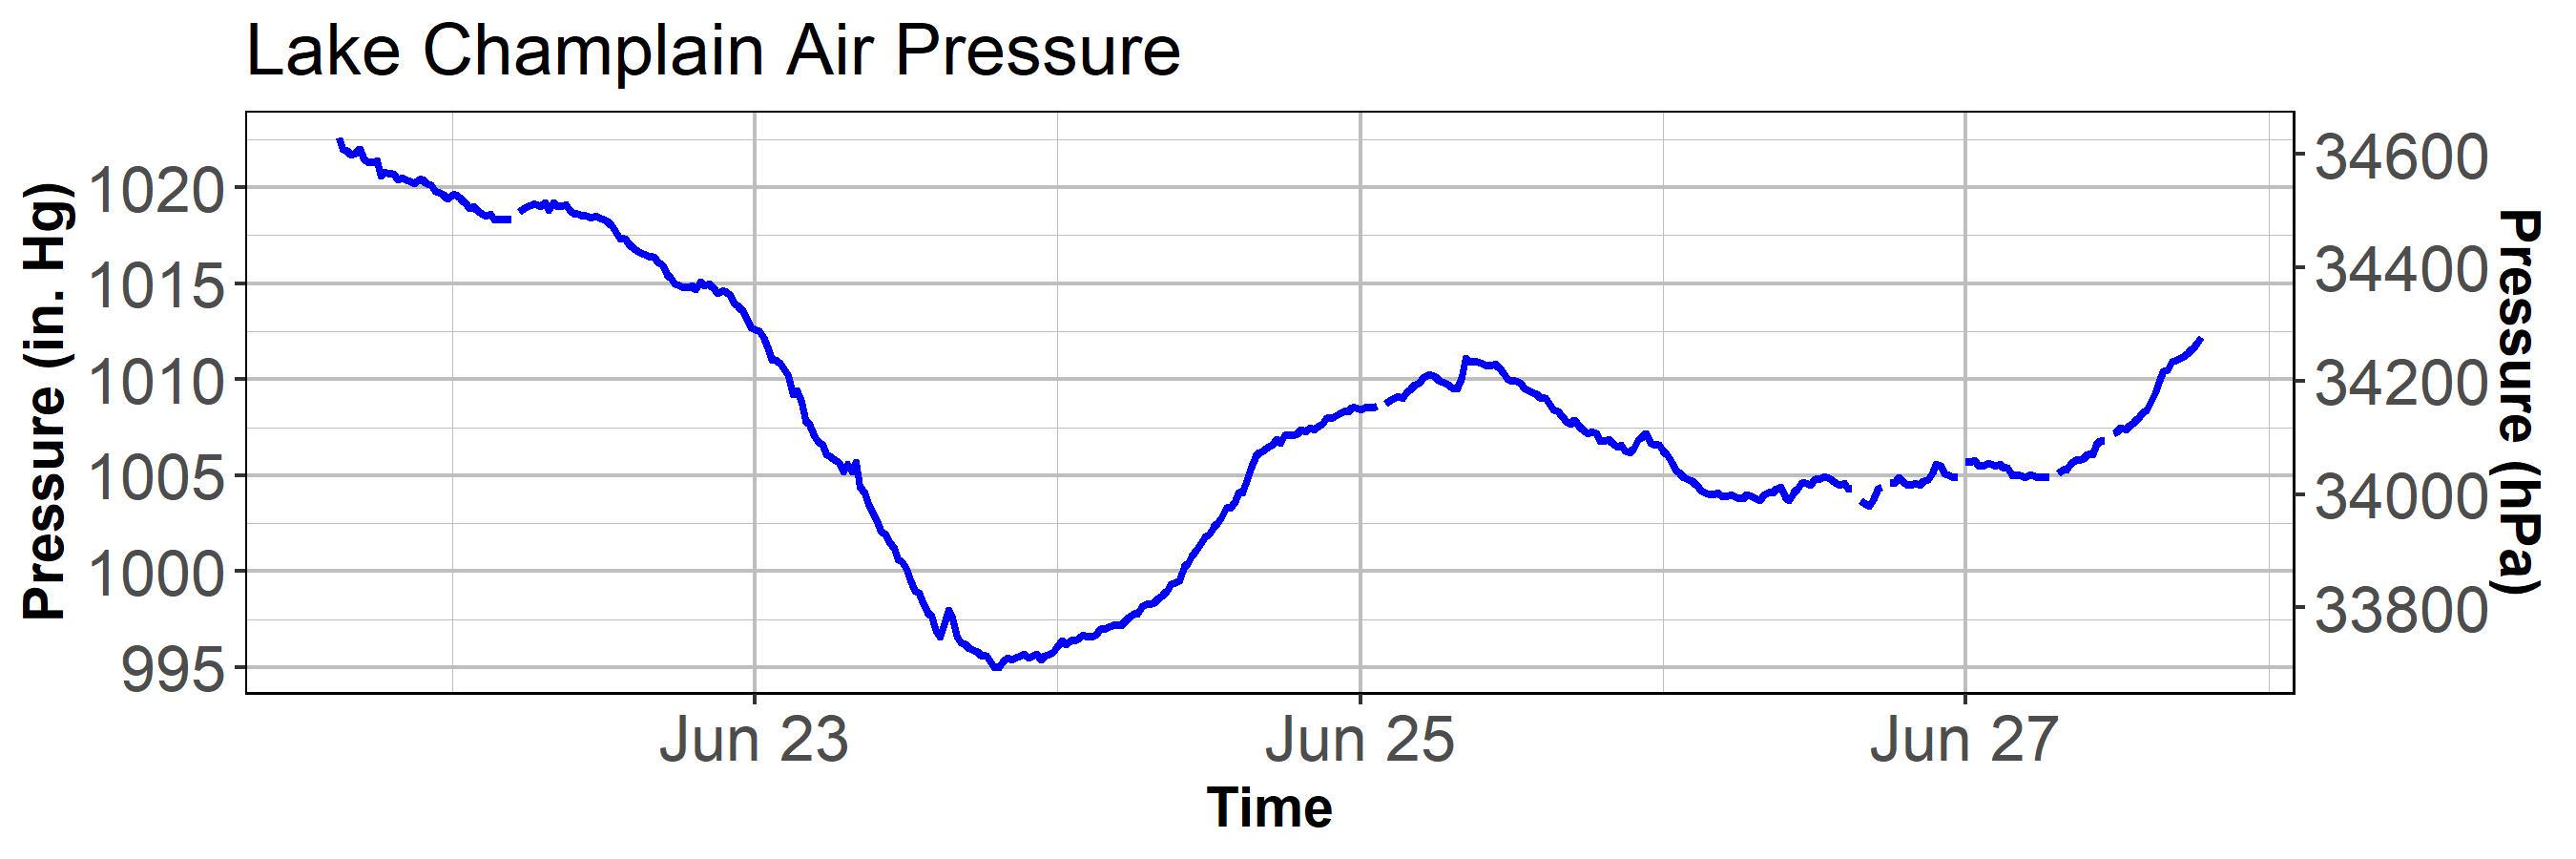 Lake Champlain Air Pressure
Pressure (in. Hg)
1020
1015
1010
1005
1000
995
34600
34400
34200
34000
33800
Pressure (hPa)
Jun 23 Jun 25 Jun 27
Time